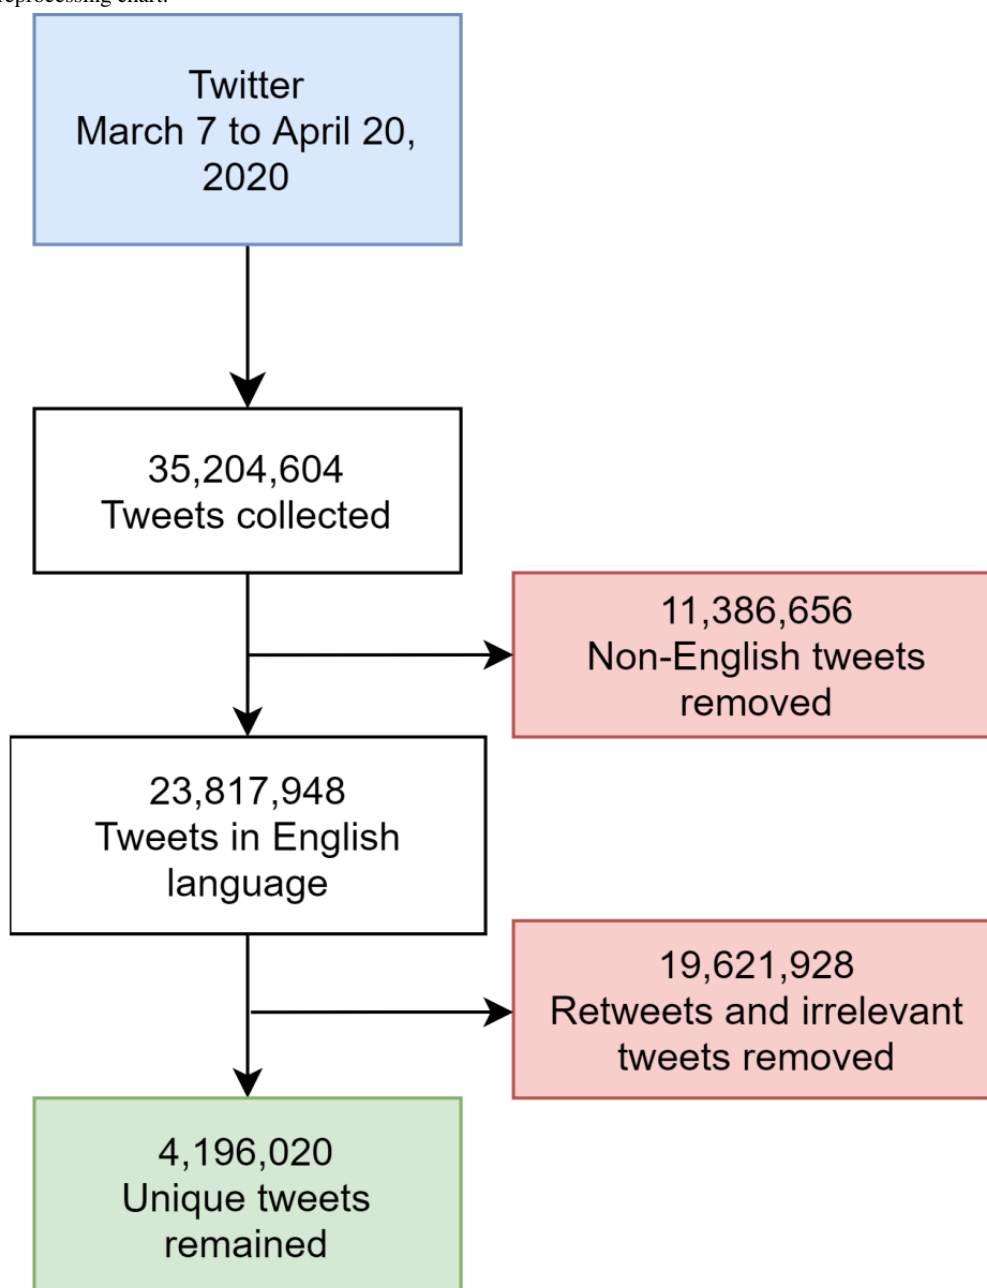 reprocessing chart.
Twitter
March 7 to April 20,
2020
35,204,604
Tweets collected
11,386,656
Non-English tweets
removed
23,817,948
Tweets in English
language
19,621,928
Retweets and irrelevant
tweets removed
4,196,020
Unique tweets
remained